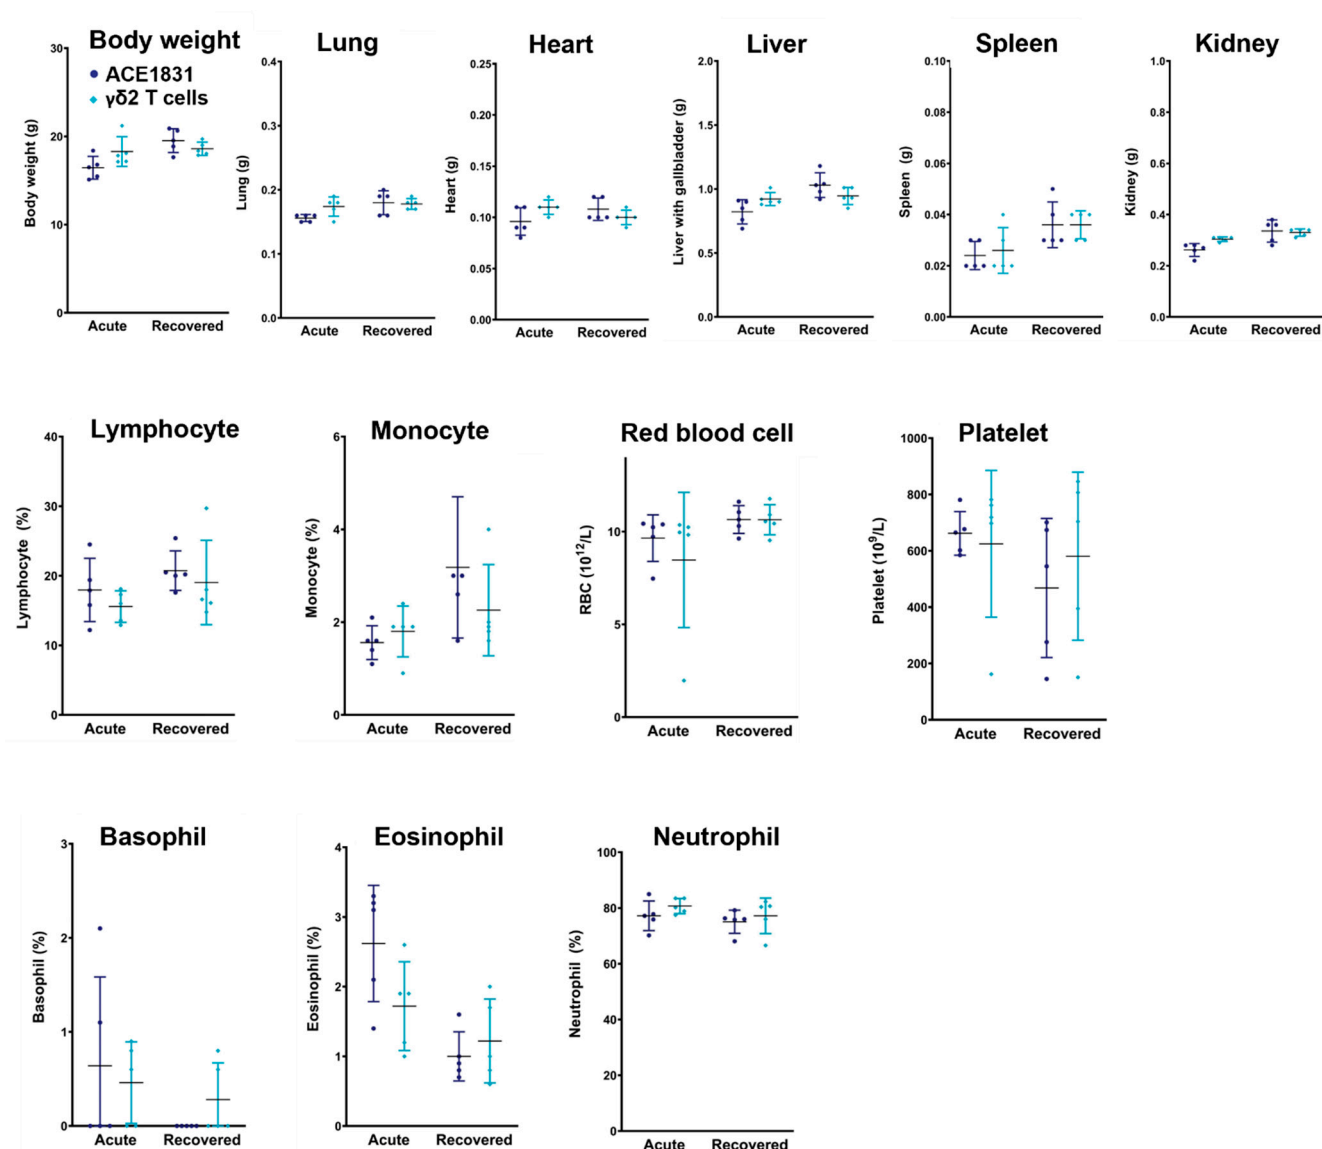 Body weight
Lung
Heart
Liver
Spleen
Kidney
ACE1831
γδ2 T cells
Body weight (g)
30
20
10
0
Acute Recovered
Lung (g)
0.4
0.3
0.2
0.1
0.0
Acute Recovered
Heart (g)
0.25
0.20
0.15
0.10
0.05
0.00
Acute Recovered
Liver with gallbladder (g)
2.0
1.5
1.0
0.5
0.0
Acute Recovered
Spleen (g)
0.10
0.08
0.06
0.04
0.02
0.00
Acute Recovered
Kidney (g)
1.0
0.8
0.6
0.4
0.2
0.0
Acute Recovered
Lymphocyte
Lymphocyte (%)
40
30
20
10
0
Acute Recovered
Monocyte
Monocyte (%)
6
4
2
0
Acute Recovered
Red blood cell
RBC (10¹²/L)
10
5
0
Acute Recovered
Platelet
Platelet (10⁹/L)
1000
800
600
400
200
0
Acute Recovered
Basophil
Basophil (%)
3
2
1
0
Acute Recovered
Eosinophil
Eosinophil (%)
4
3
2
1
0
Acute Recovered
Neutrophil
Neutrophil (%)
100
80
60
40
20
0
Acute Recovered